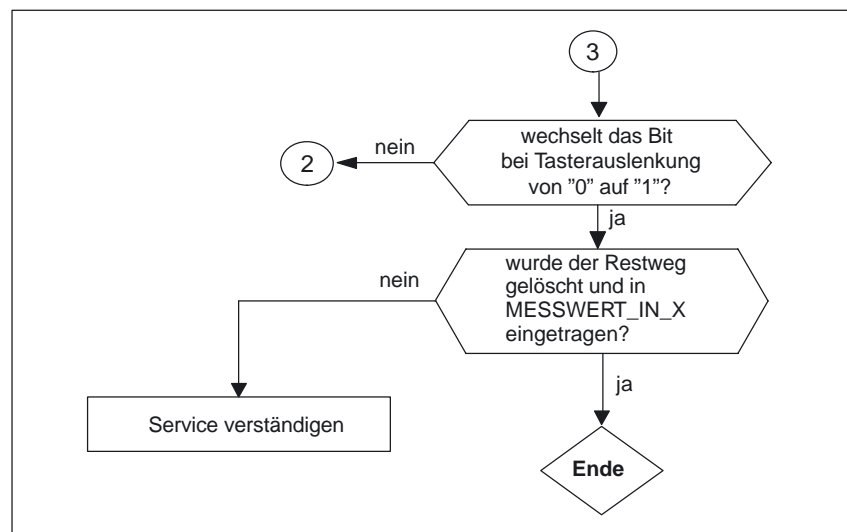 3
wechselt das Bit
bei Tasterauslenkung
von ”0” auf ”1”?
nein
2
ja
wurde der Restweg
gelöscht und in
MESSWERT_IN_X
eingetragen?
nein
ja
Service verständigen
Ende